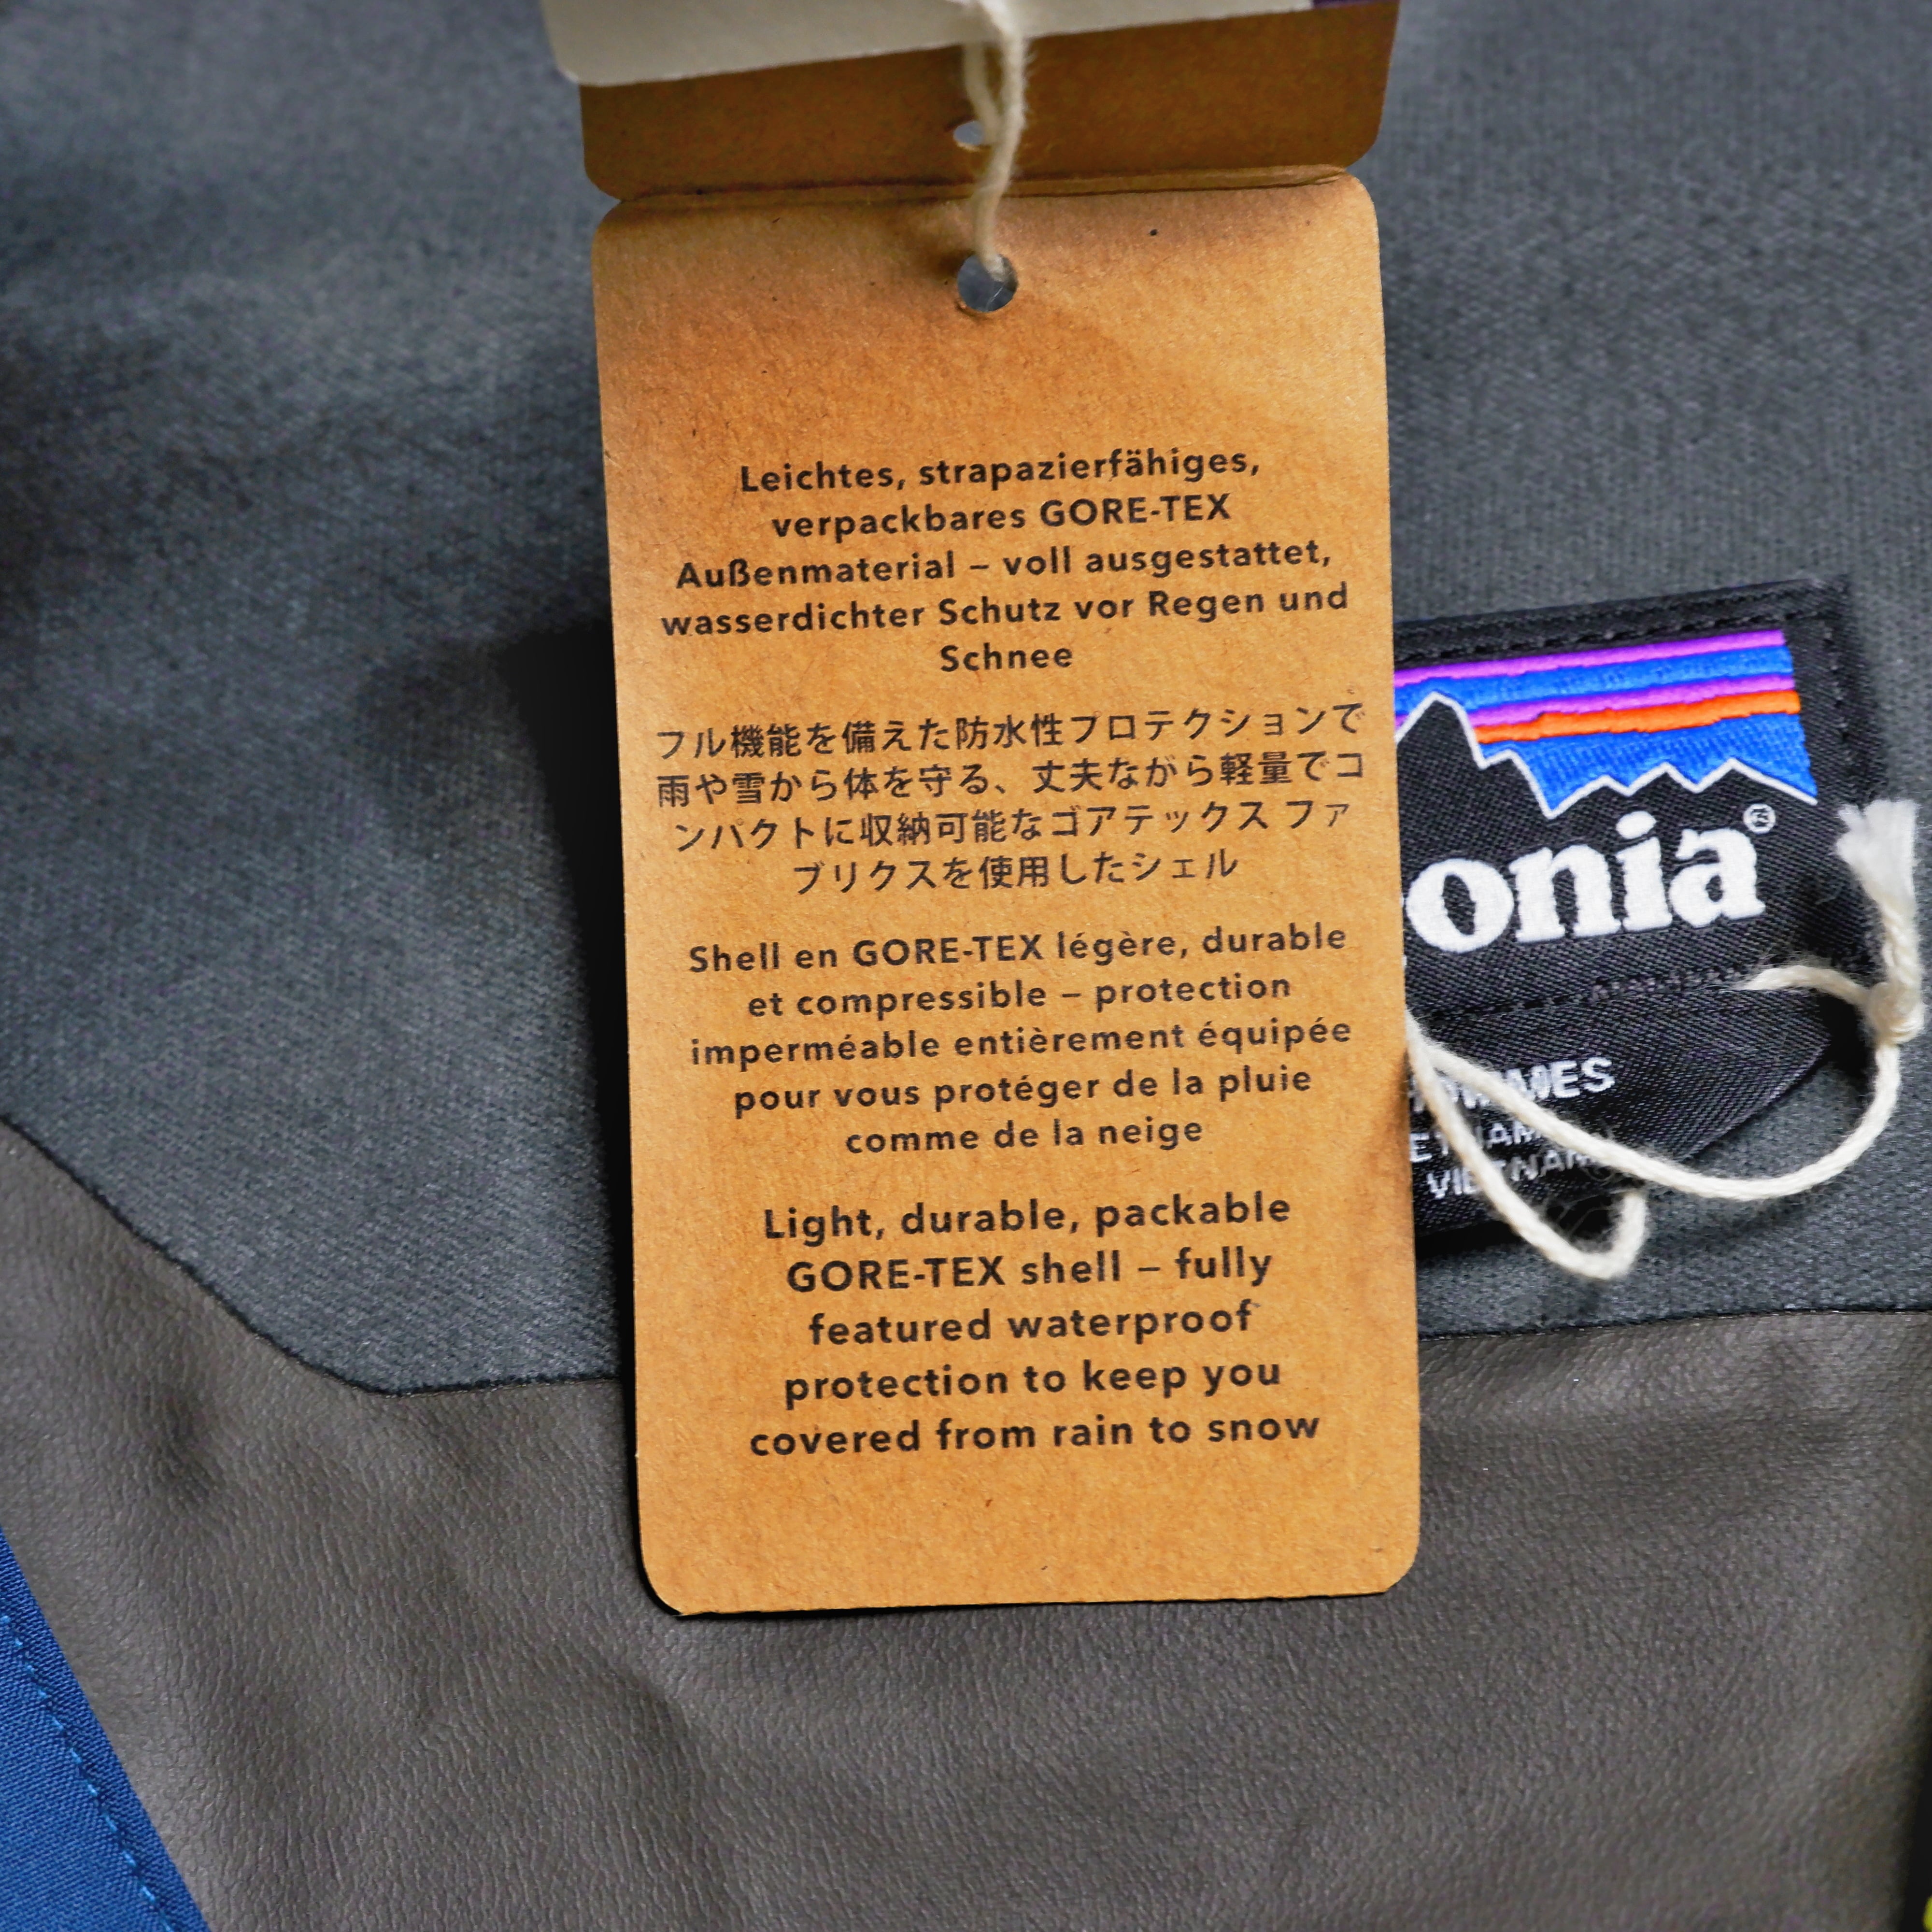 Leichtes, strapazierfähiges,
verpackbares GORE-TEX
Außenmaterial – voll ausgestattet,
wasserdichter Schutz vor Regen und
Schnee
フル機能を備えた防水性プロテクションで
雨や雪から体を守る、丈夫ながら軽量でコ
ンパクトに収納可能なゴアテックス ファ
ブリクスを使用したシェル
Shell en GORE-TEX légère, durable
et compressible – protection
imperméable entièrement équipée
pour vous protéger de la pluie
comme de la neige
Light, durable, packable
GORE-TEX shell – fully
featured waterproof
protection to keep you
covered from rain to snow
onia®